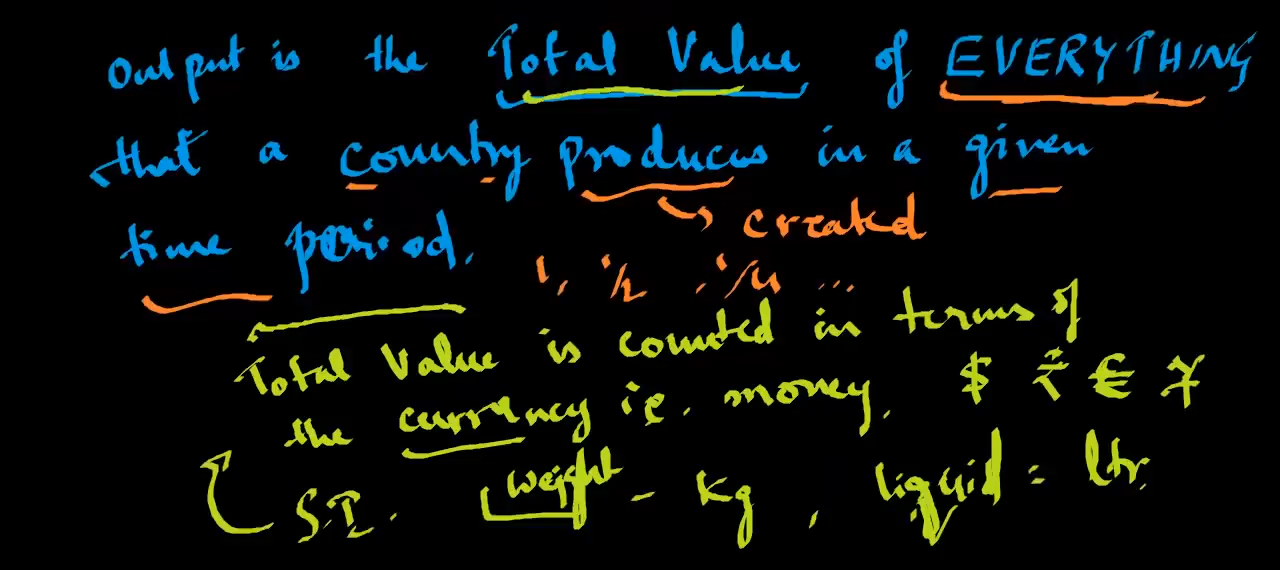 Output is the Total Value of EVERYTHING
that a country produces in a given
time period.
created
1, 1/2, 1/4 ...
Total Value is counted in terms of
the currency i.e. money. $ ₹ € ¥
S.I. weight - kg, liquid = ltr.